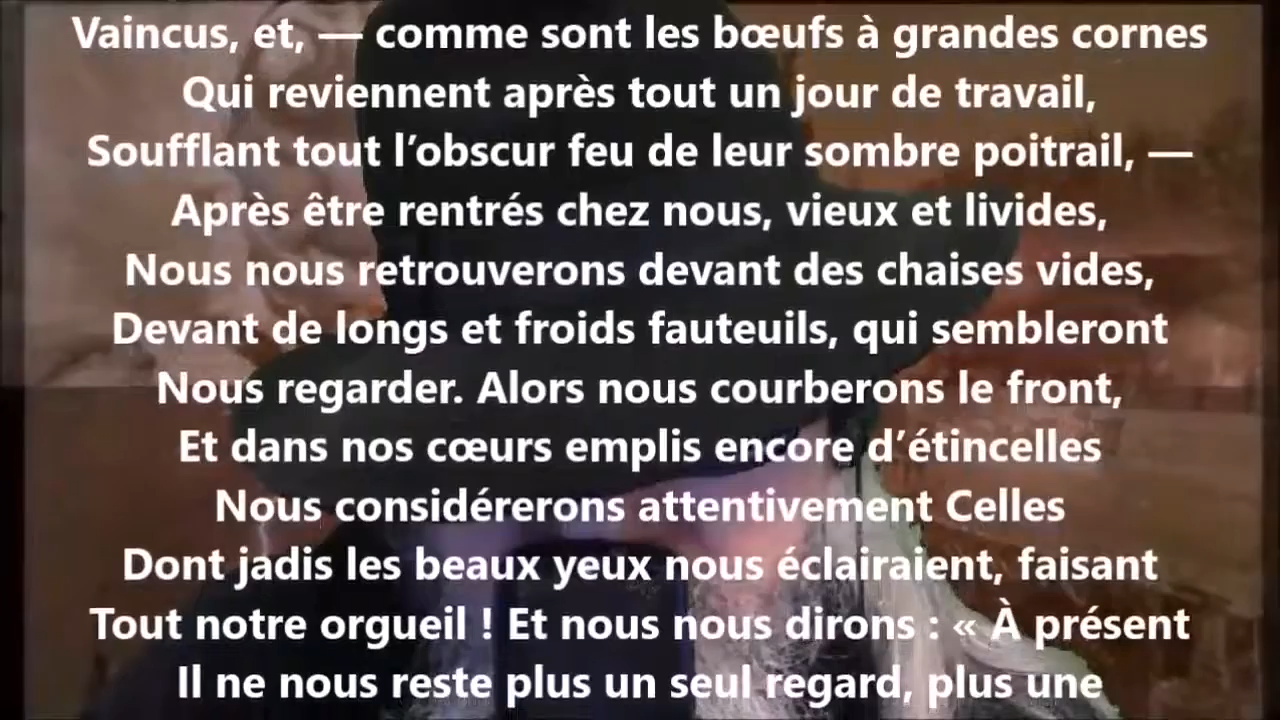 Vaincus, et, — comme sont les bœufs à grandes cornes
Qui reviennent après tout un jour de travail,
Soufflant tout l’obscur feu de leur sombre poitrail, —
Après être rentrés chez nous, vieux et livides,
Nous nous retrouverons devant des chaises vides,
Devant de longs et froids fauteuils, qui sembleront
Nous regarder. Alors nous courberons le front,
Et dans nos cœurs emplis encore d’étincelles
Nous considérerons attentivement Celles
Dont jadis les beaux yeux nous éclairaient, faisant
Tout notre orgueil ! Et nous nous dirons : « À présent
Il ne nous reste plus un seul regard, plus une